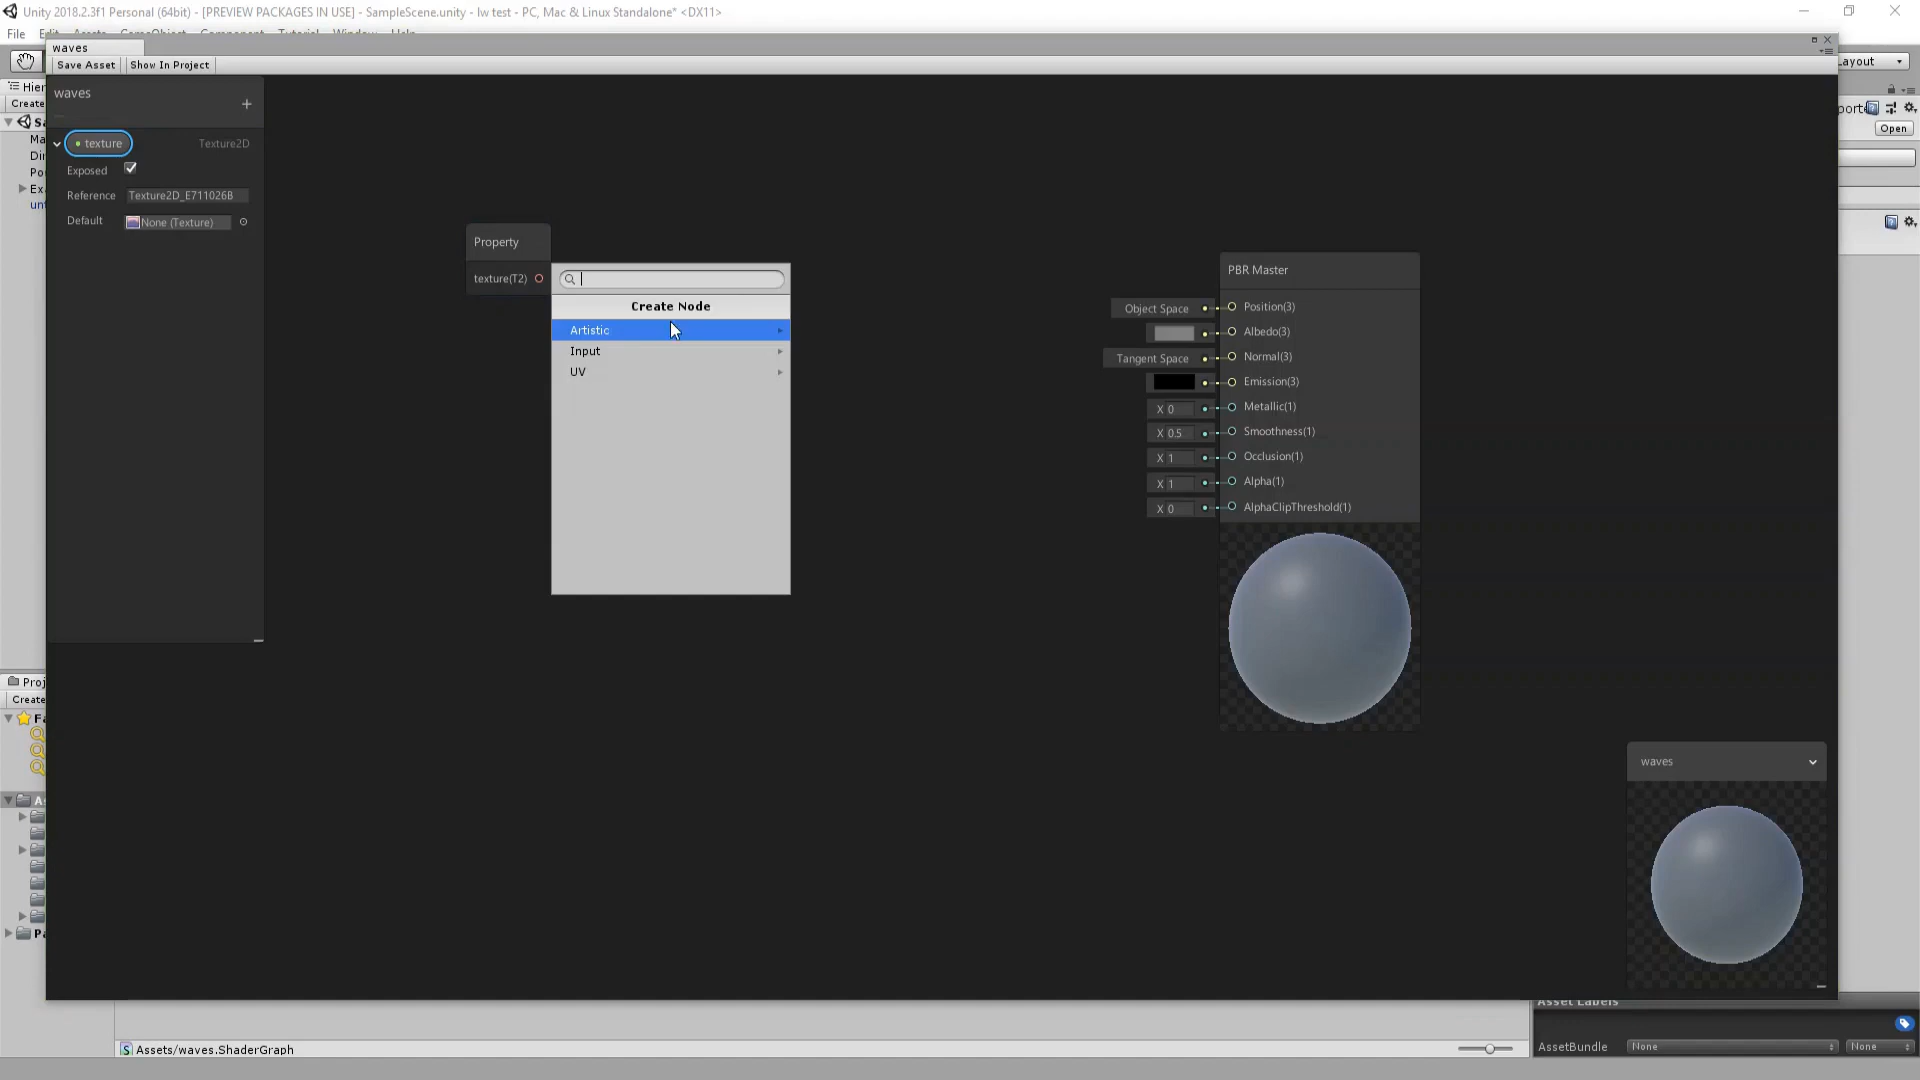 Unity 2018.2.3f1 Personal (64bit) - [PREVIEW PACKAGES IN USE] - SampleScene.unity - lw test - PC, Mac & Linux Standalone* <DX11>
File
waves
Save Asset
Show In Project
ayout
Hier
Create
waves
+
Open
texture
Texture2D
Exposed
Reference
Texture2D_E711026B
Default
None (Texture)
Property
texture(T2)
Create Node
Artistic
Input
UV
PBR Master
Object Space
Position(3)
Albedo(3)
Tangent Space
Normal(3)
Emission(3)
X 0
Metallic(1)
X 0.5
Smoothness(1)
X 1
Occlusion(1)
X 1
Alpha(1)
X 0
AlphaClipThreshold(1)
Proj
Create
waves
Asset Labels
Assets/waves.ShaderGraph
AssetBundle
None
None